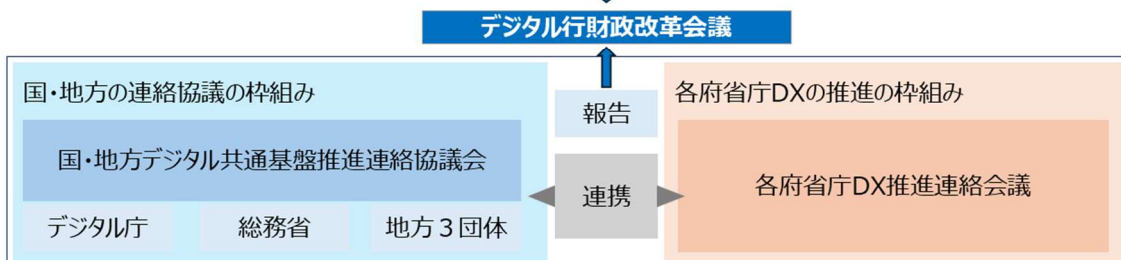 デジタル行財政改革会議
国・地方の連絡協議の枠組み
報告
各府省庁DXの推進の枠組み
国・地方デジタル共通基盤推進連絡協議会
連携
各府省庁DX推進連絡会議
デジタル庁
総務省
地方３団体